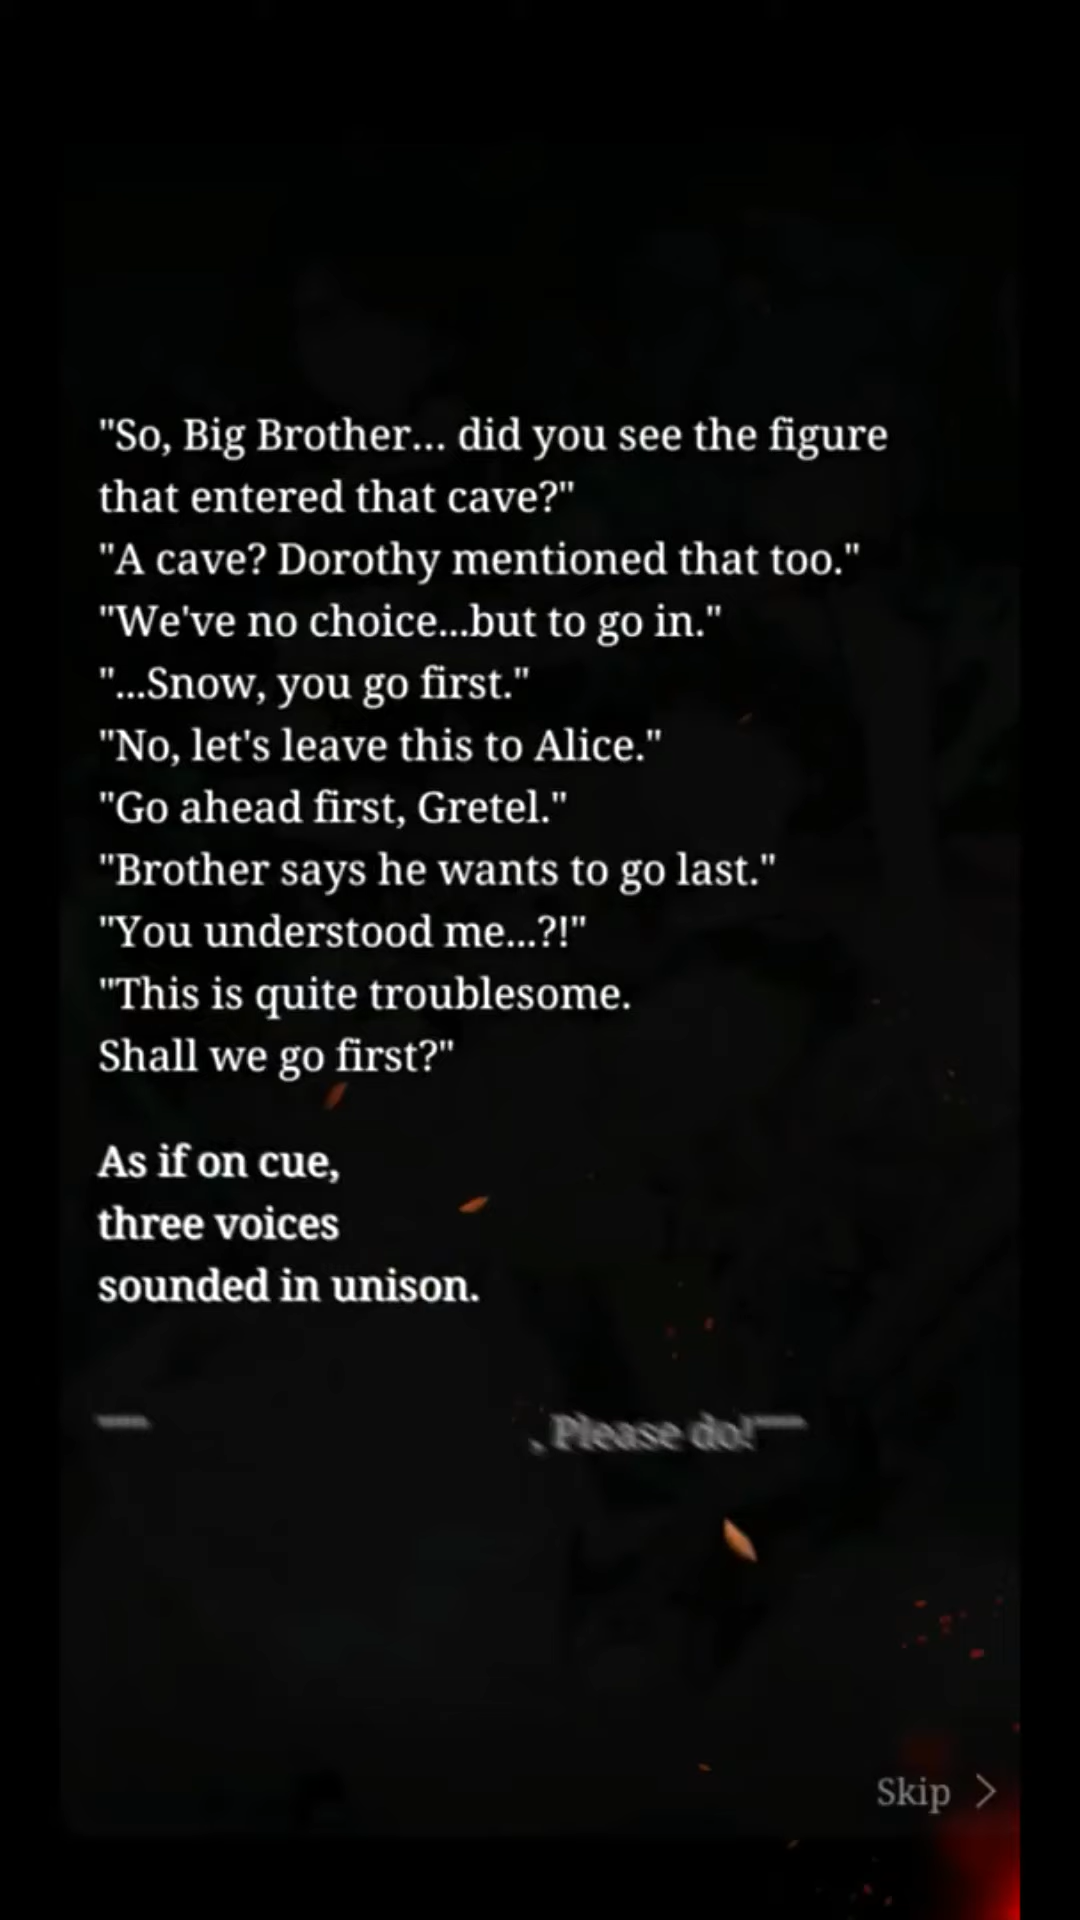 "So, Big Brother... did you see the figure
that entered that cave?"
"A cave? Dorothy mentioned that too."
"We've no choice...but to go in."
"...Snow, you go first."
"No, let's leave this to Alice."
"Go ahead first, Gretel."
"Brother says he wants to go last."
"You understood me...?!"
"This is quite troublesome.
Shall we go first?"
As if on cue,
three voices
sounded in unison.
, Please do!
Skip >